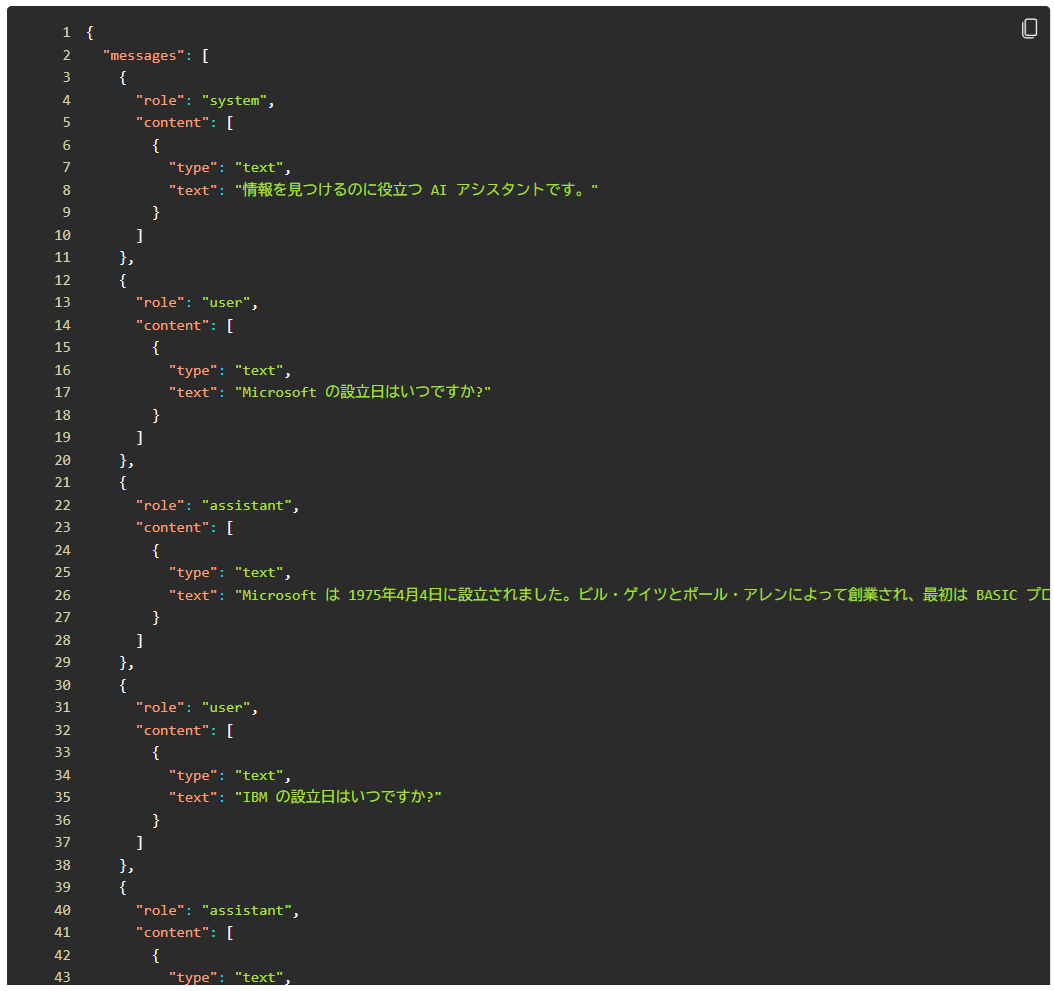 1 {
2 "messages": [
3 {
4 "role": "system",
5 "content": [
6 {
7 "type": "text",
8 "text": "情報を見つけるのに役立つ AI アシスタントです。"
9 }
10 ]
11 },
12 {
13 "role": "user",
14 "content": [
15 {
16 "type": "text",
17 "text": "Microsoft の設立日はいつですか?"
18 }
19 ]
20 },
21 {
22 "role": "assistant",
23 "content": [
24 {
25 "type": "text",
26 "text": "Microsoft は 1975年4月4日に設立されました。ビル・ゲイツとポール・アレンによって創業され、最初は BASIC プロ
27 }
28 ]
29 },
30 {
31 "role": "user",
32 "content": [
33 {
34 "type": "text",
35 "text": "IBM の設立日はいつですか?"
36 }
37 ]
38 },
39 {
40 "role": "assistant",
41 "content": [
42 {
43 "type": "text",